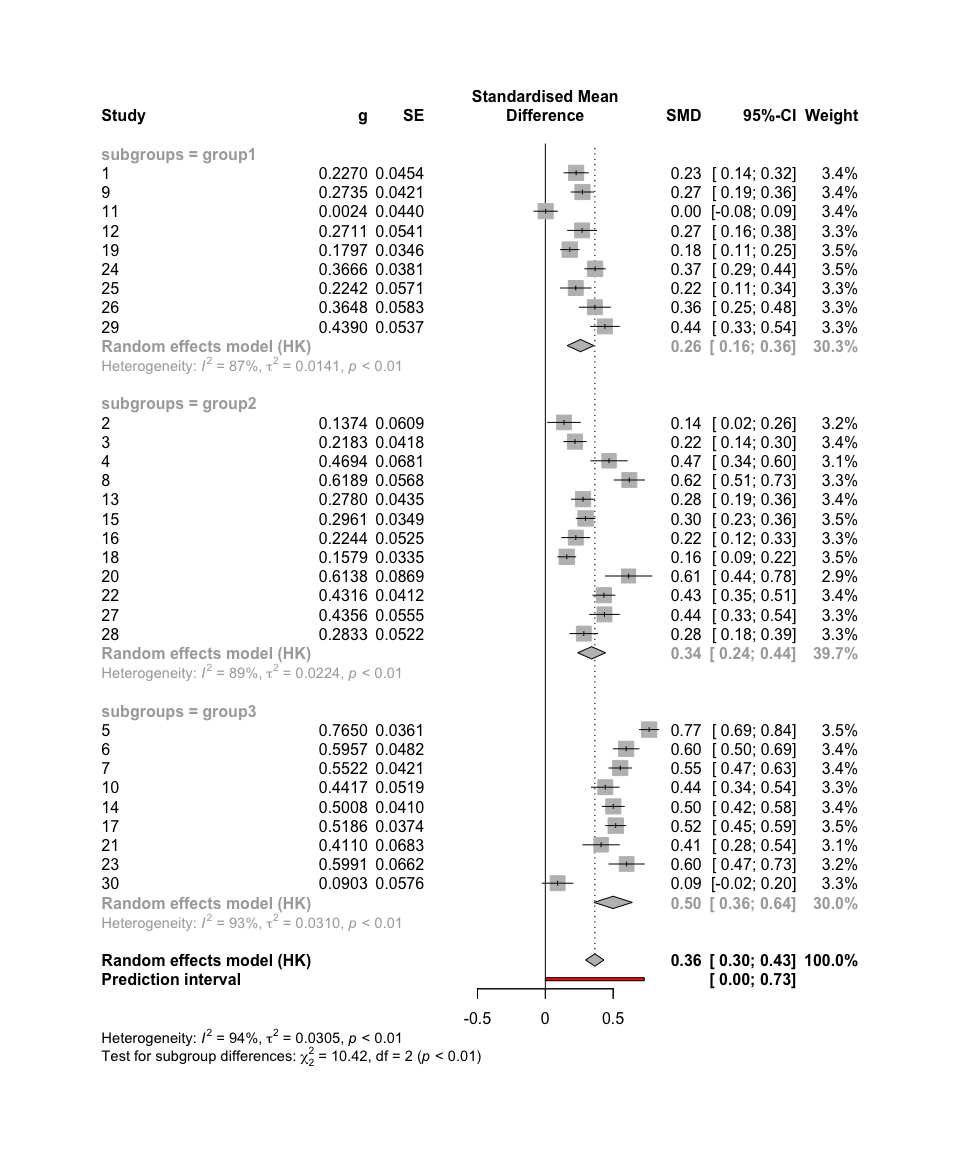 Standardised Mean
Study g SE Difference SMD 95%-CI Weight
subgroups = group1
1 0.2270 0.0454 0.23 [ 0.14; 0.32] 3.4%
9 0.2735 0.0421 0.27 [ 0.19; 0.36] 3.4%
11 0.0024 0.0440 0.00 [-0.08; 0.09] 3.4%
12 0.2711 0.0541 0.27 [ 0.16; 0.38] 3.3%
19 0.1797 0.0346 0.18 [ 0.11; 0.25] 3.5%
24 0.3666 0.0381 0.37 [ 0.29; 0.44] 3.5%
25 0.2242 0.0571 0.22 [ 0.11; 0.34] 3.3%
26 0.3648 0.0583 0.36 [ 0.25; 0.48] 3.3%
29 0.4390 0.0537 0.44 [ 0.33; 0.54] 3.3%
Random effects model (HK) 0.26 [ 0.16; 0.36] 30.3%
Heterogeneity: I² = 87%, τ² = 0.0141, p < 0.01
subgroups = group2
2 0.1374 0.0609 0.14 [ 0.02; 0.26] 3.2%
3 0.2183 0.0418 0.22 [ 0.14; 0.30] 3.4%
4 0.4694 0.0681 0.47 [ 0.34; 0.60] 3.1%
8 0.6189 0.0568 0.62 [ 0.51; 0.73] 3.3%
13 0.2780 0.0435 0.28 [ 0.19; 0.36] 3.4%
15 0.2961 0.0349 0.30 [ 0.23; 0.36] 3.5%
16 0.2244 0.0525 0.22 [ 0.12; 0.33] 3.3%
18 0.1579 0.0335 0.16 [ 0.09; 0.22] 3.5%
20 0.6138 0.0869 0.61 [ 0.44; 0.78] 2.9%
22 0.4316 0.0412 0.43 [ 0.35; 0.51] 3.4%
27 0.4356 0.0555 0.44 [ 0.33; 0.54] 3.3%
28 0.2833 0.0522 0.28 [ 0.18; 0.39] 3.3%
Random effects model (HK) 0.34 [ 0.24; 0.44] 39.7%
Heterogeneity: I² = 89%, τ² = 0.0224, p < 0.01
subgroups = group3
5 0.7650 0.0361 0.77 [ 0.69; 0.84] 3.5%
6 0.5957 0.0482 0.60 [ 0.50; 0.69] 3.4%
7 0.5522 0.0421 0.55 [ 0.47; 0.63] 3.4%
10 0.4417 0.0519 0.44 [ 0.34; 0.54] 3.3%
14 0.5008 0.0410 0.50 [ 0.42; 0.58] 3.4%
17 0.5186 0.0374 0.52 [ 0.45; 0.59] 3.5%
21 0.4110 0.0683 0.41 [ 0.28; 0.54] 3.1%
23 0.5991 0.0662 0.60 [ 0.47; 0.73] 3.2%
30 0.0903 0.0576 0.09 [-0.02; 0.20] 3.3%
Random effects model (HK) 0.50 [ 0.36; 0.64] 30.0%
Heterogeneity: I² = 93%, τ² = 0.0310, p < 0.01
Random effects model (HK) 0.36 [ 0.30; 0.43] 100.0%
Prediction interval [ 0.00; 0.73]
-0.5 0 0.5
Heterogeneity: I² = 94%, τ² = 0.0305, p < 0.01
Test for subgroup differences: χ²₂ = 10.42, df = 2 (p < 0.01)